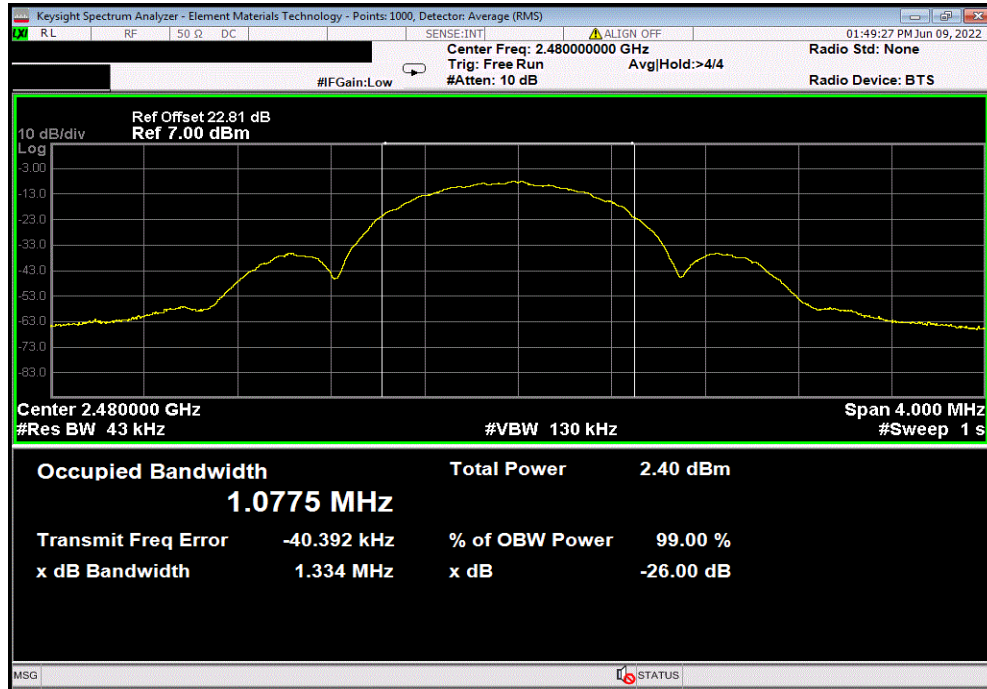 Keysight Spectrum Analyzer - Element Materials Technology - Points: 1000, Detector: Average (RMS)
LXI RL RF 50 Ω DC SENSE:INT ALIGN OFF 01:49:27 PM Jun 09, 2022
Center Freq: 2.480000000 GHz Radio Std: None
Trig: Free Run Avg|Hold:>4/4
#IFGain:Low #Atten: 10 dB Radio Device: BTS
Ref Offset 22.81 dB
10 dB/div Ref 7.00 dBm
Log
-3.00
-13.0
-23.0
-33.0
-43.0
-53.0
-63.0
-73.0
-83.0
Center 2.480000 GHz Span 4.000 MHz
#Res BW 43 kHz #VBW 130 kHz #Sweep 1 s
Occupied Bandwidth Total Power 2.40 dBm
1.0775 MHz
Transmit Freq Error -40.392 kHz % of OBW Power 99.00 %
x dB Bandwidth 1.334 MHz x dB -26.00 dB
MSG STATUS